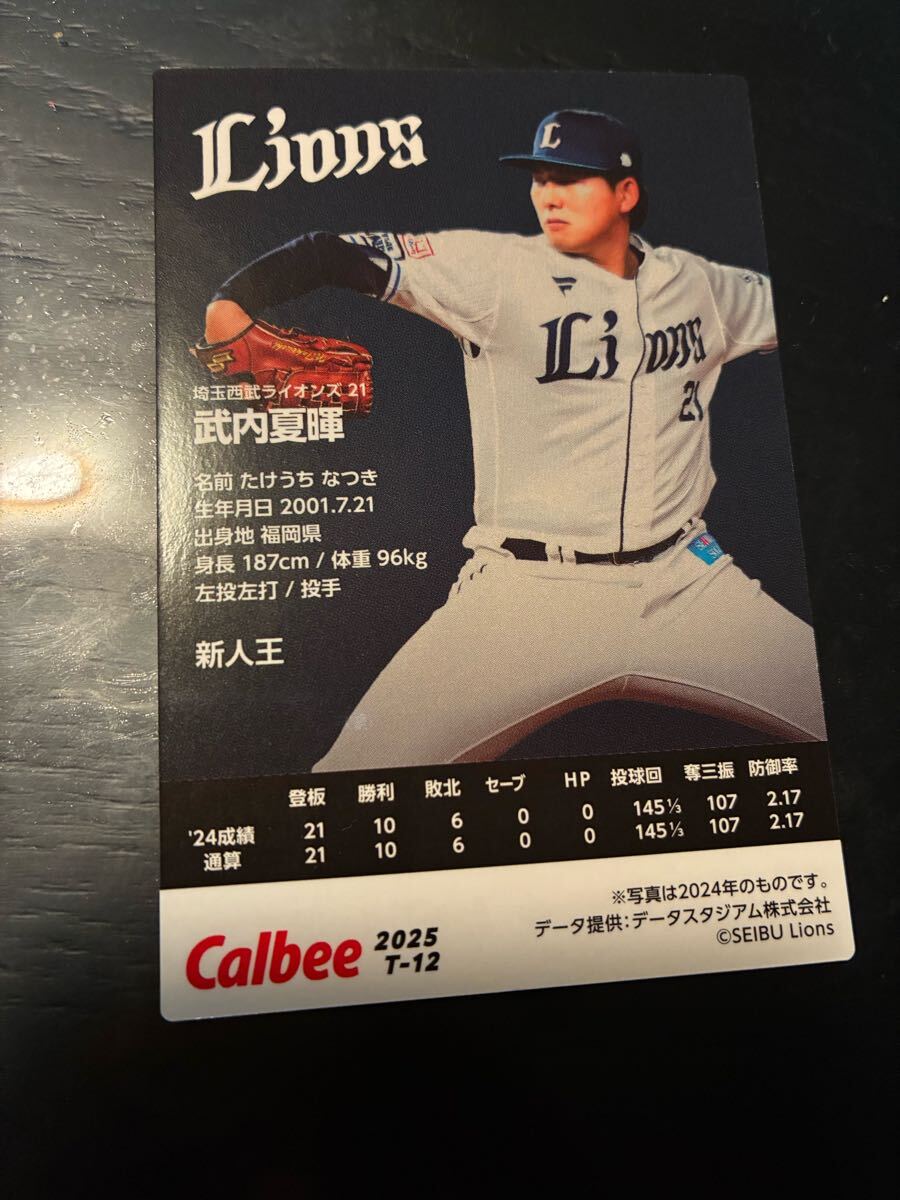 Lions
L
Lions
21
埼玉西武ライオンズ 21
武内夏暉
名前 たけうち なつき
生年月日 2001.7.21
出身地 福岡県
身長 187cm / 体重 96kg
左投左打 / 投手
新人王
登板 勝利 敗北 セーブ HP 投球回 奪三振 防御率
'24成績 21 10 6 0 0 145⅓ 107 2.17
通算 21 10 6 0 0 145⅓ 107 2.17
※写真は2024年のものです。
データ提供:データスタジアム株式会社
©SEIBU Lions
Calbee 2025
T-12